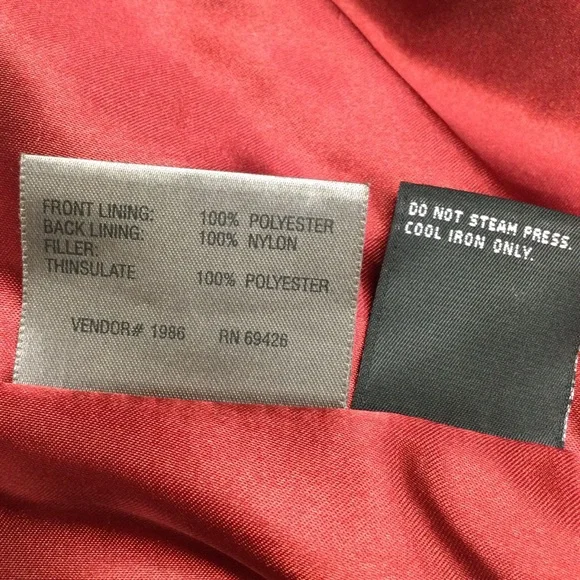 FRONT LINING: 100% POLYESTER
BACK LINING: 100% NYLON
FILLER:
THINSULATE 100% POLYESTER
VENDOR# 1986 RN 69426
DO NOT STEAM PRESS.
COOL IRON ONLY.